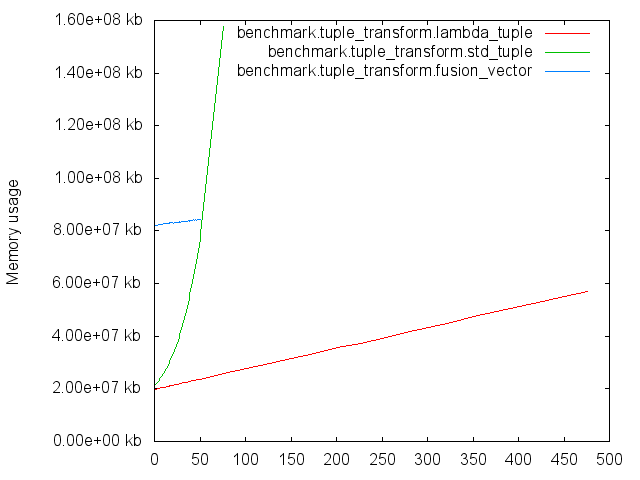 1.60e+08 kb
1.40e+08 kb
1.20e+08 kb
1.00e+08 kb
8.00e+07 kb
6.00e+07 kb
4.00e+07 kb
2.00e+07 kb
0.00e+00 kb
Memory usage
benchmark.tuple_transform.lambda_tuple
benchmark.tuple_transform.std_tuple
benchmark.tuple_transform.fusion_vector
0 50 100 150 200 250 300 350 400 450 500